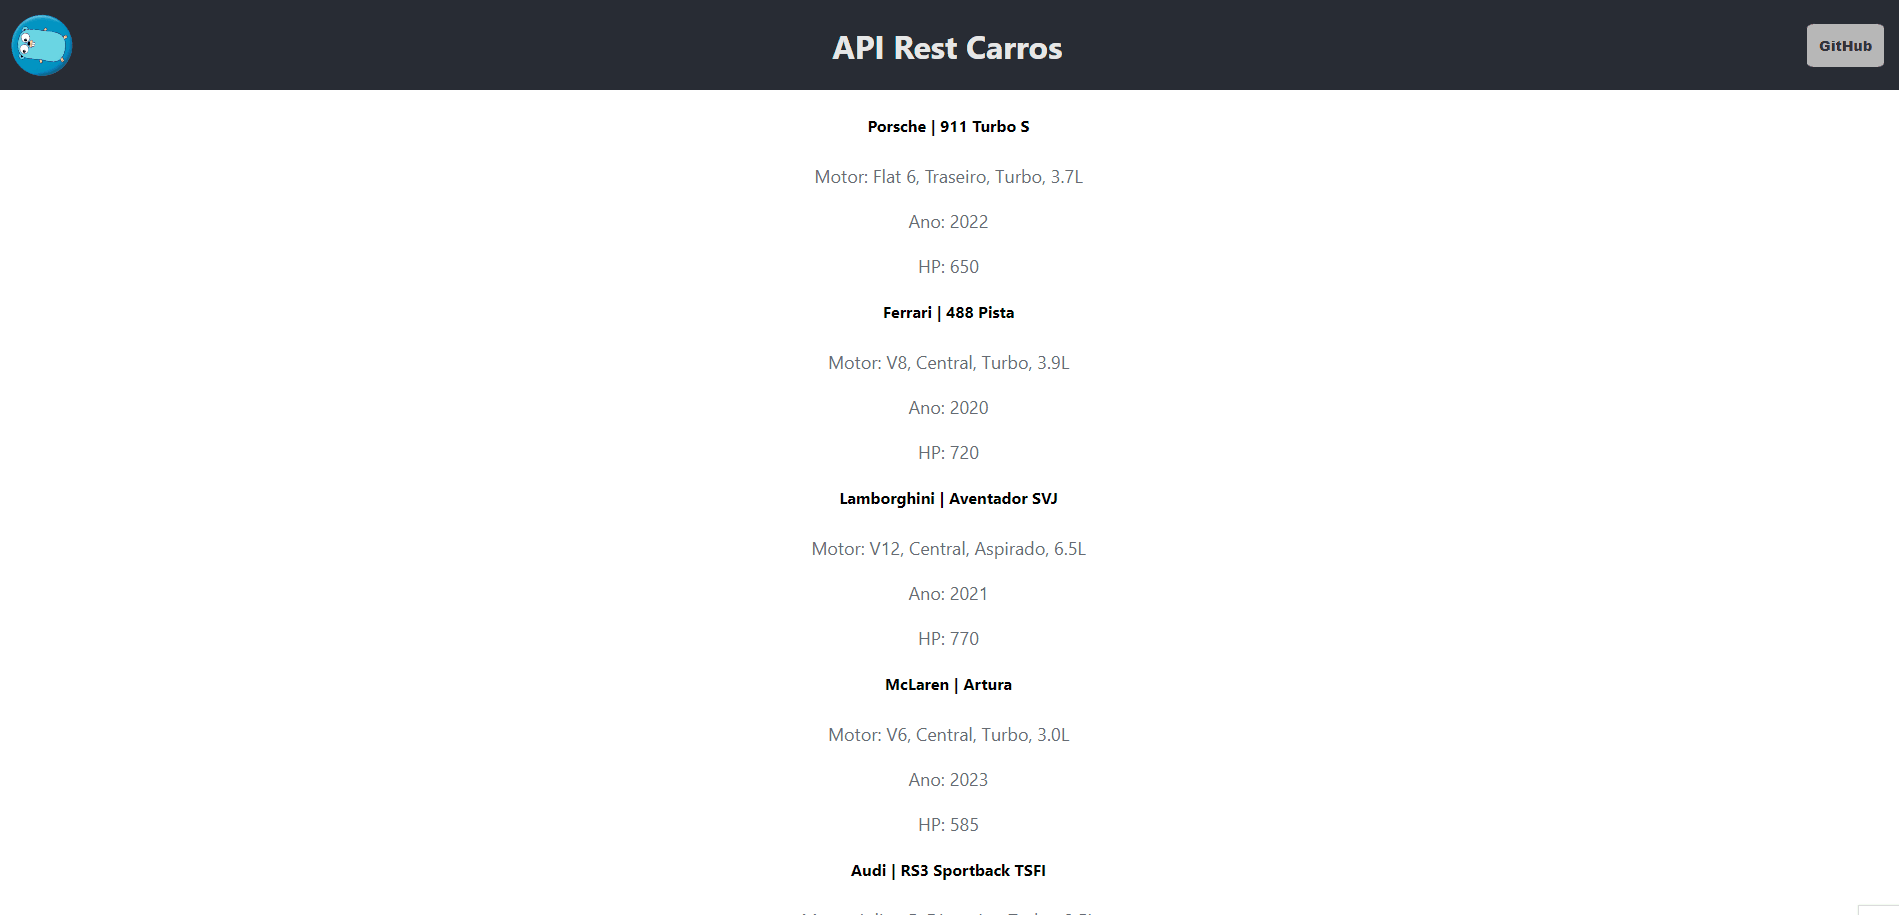 API Rest Carros
GitHub
Porsche | 911 Turbo S
Motor: Flat 6, Traseiro, Turbo, 3.7L
Ano: 2022
HP: 650
Ferrari | 488 Pista
Motor: V8, Central, Turbo, 3.9L
Ano: 2020
HP: 720
Lamborghini | Aventador SVJ
Motor: V12, Central, Aspirado, 6.5L
Ano: 2021
HP: 770
McLaren | Artura
Motor: V6, Central, Turbo, 3.0L
Ano: 2023
HP: 585
Audi | RS3 Sportback TSFI